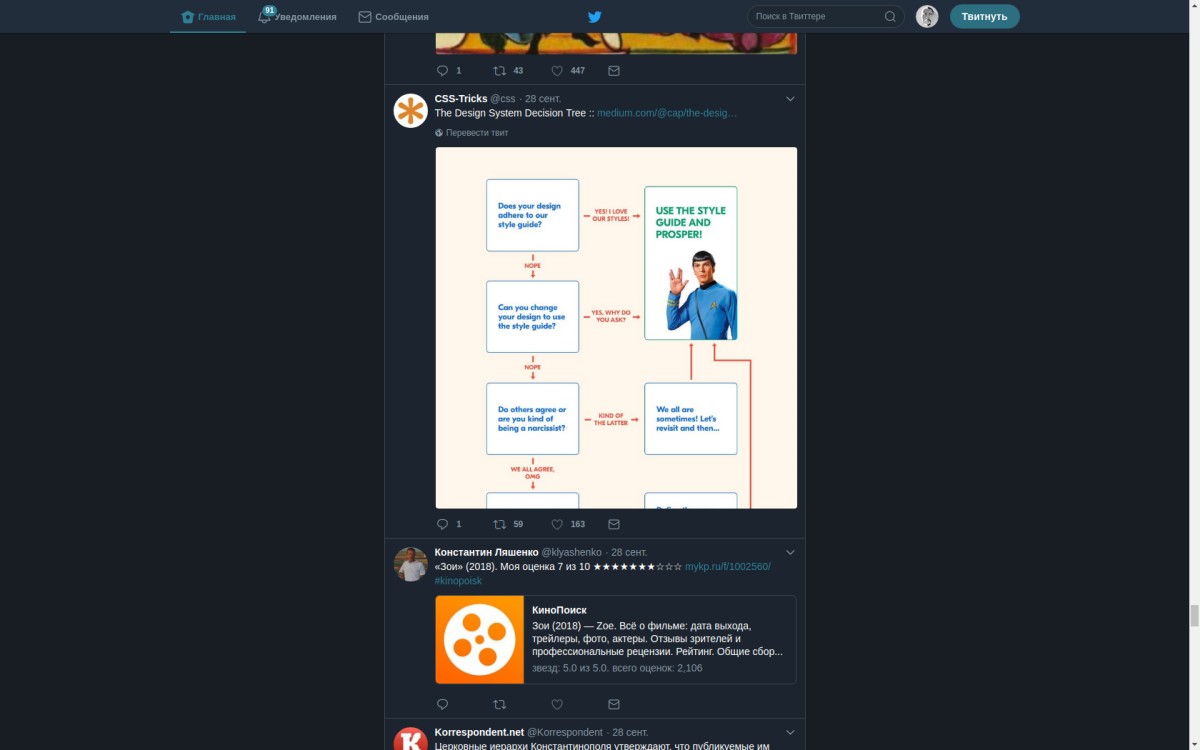 Главная
91
Уведомления
Сообщения
Поиск в Твиттере
Твитнуть
1 43 447
CSS-Tricks @css · 28 сент.
The Design System Decision Tree :: medium.com/@cap/the-desig…
Перевести твит
Does your design
adhere to our
style guide?
YES! I LOVE
OUR STYLES!
USE THE STYLE
GUIDE AND
PROSPER!
NOPE
Can you change
your design to use
the style guide?
YES, WHY DO
YOU ASK?
NOPE
Do others agree or
are you kind of
being a narcissist?
KIND OF
THE LATTER
We all are
sometimes! Let's
revisit and then...
WE ALL AGREE,
OMG
1 59 163
Константин Ляшенко @klyashenko · 28 сент.
«Зои» (2018). Моя оценка 7 из 10 ★★★★★★★☆☆☆ mykp.ru/f/1002560/
#kinopoisk
КиноПоиск
Зои (2018) — Zoe. Всё о фильме: дата выхода,
трейлеры, фото, актеры. Отзывы зрителей и
профессиональные рецензии. Рейтинг. Общие сбор...
звезд: 5.0 из 5.0. всего оценок: 2,106
Korrespondent.net @Korrespondent · 28 сент.
Церковные иерархи Константинополя утверждают, что публикуемые им